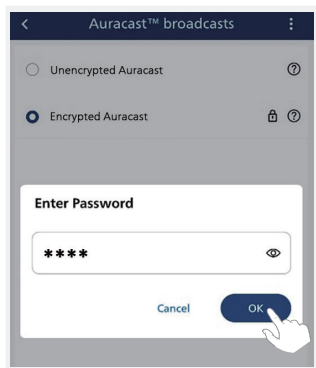 Auracast™ broadcasts
Unencrypted Auracast
Encrypted Auracast
Enter Password
****
Cancel OK